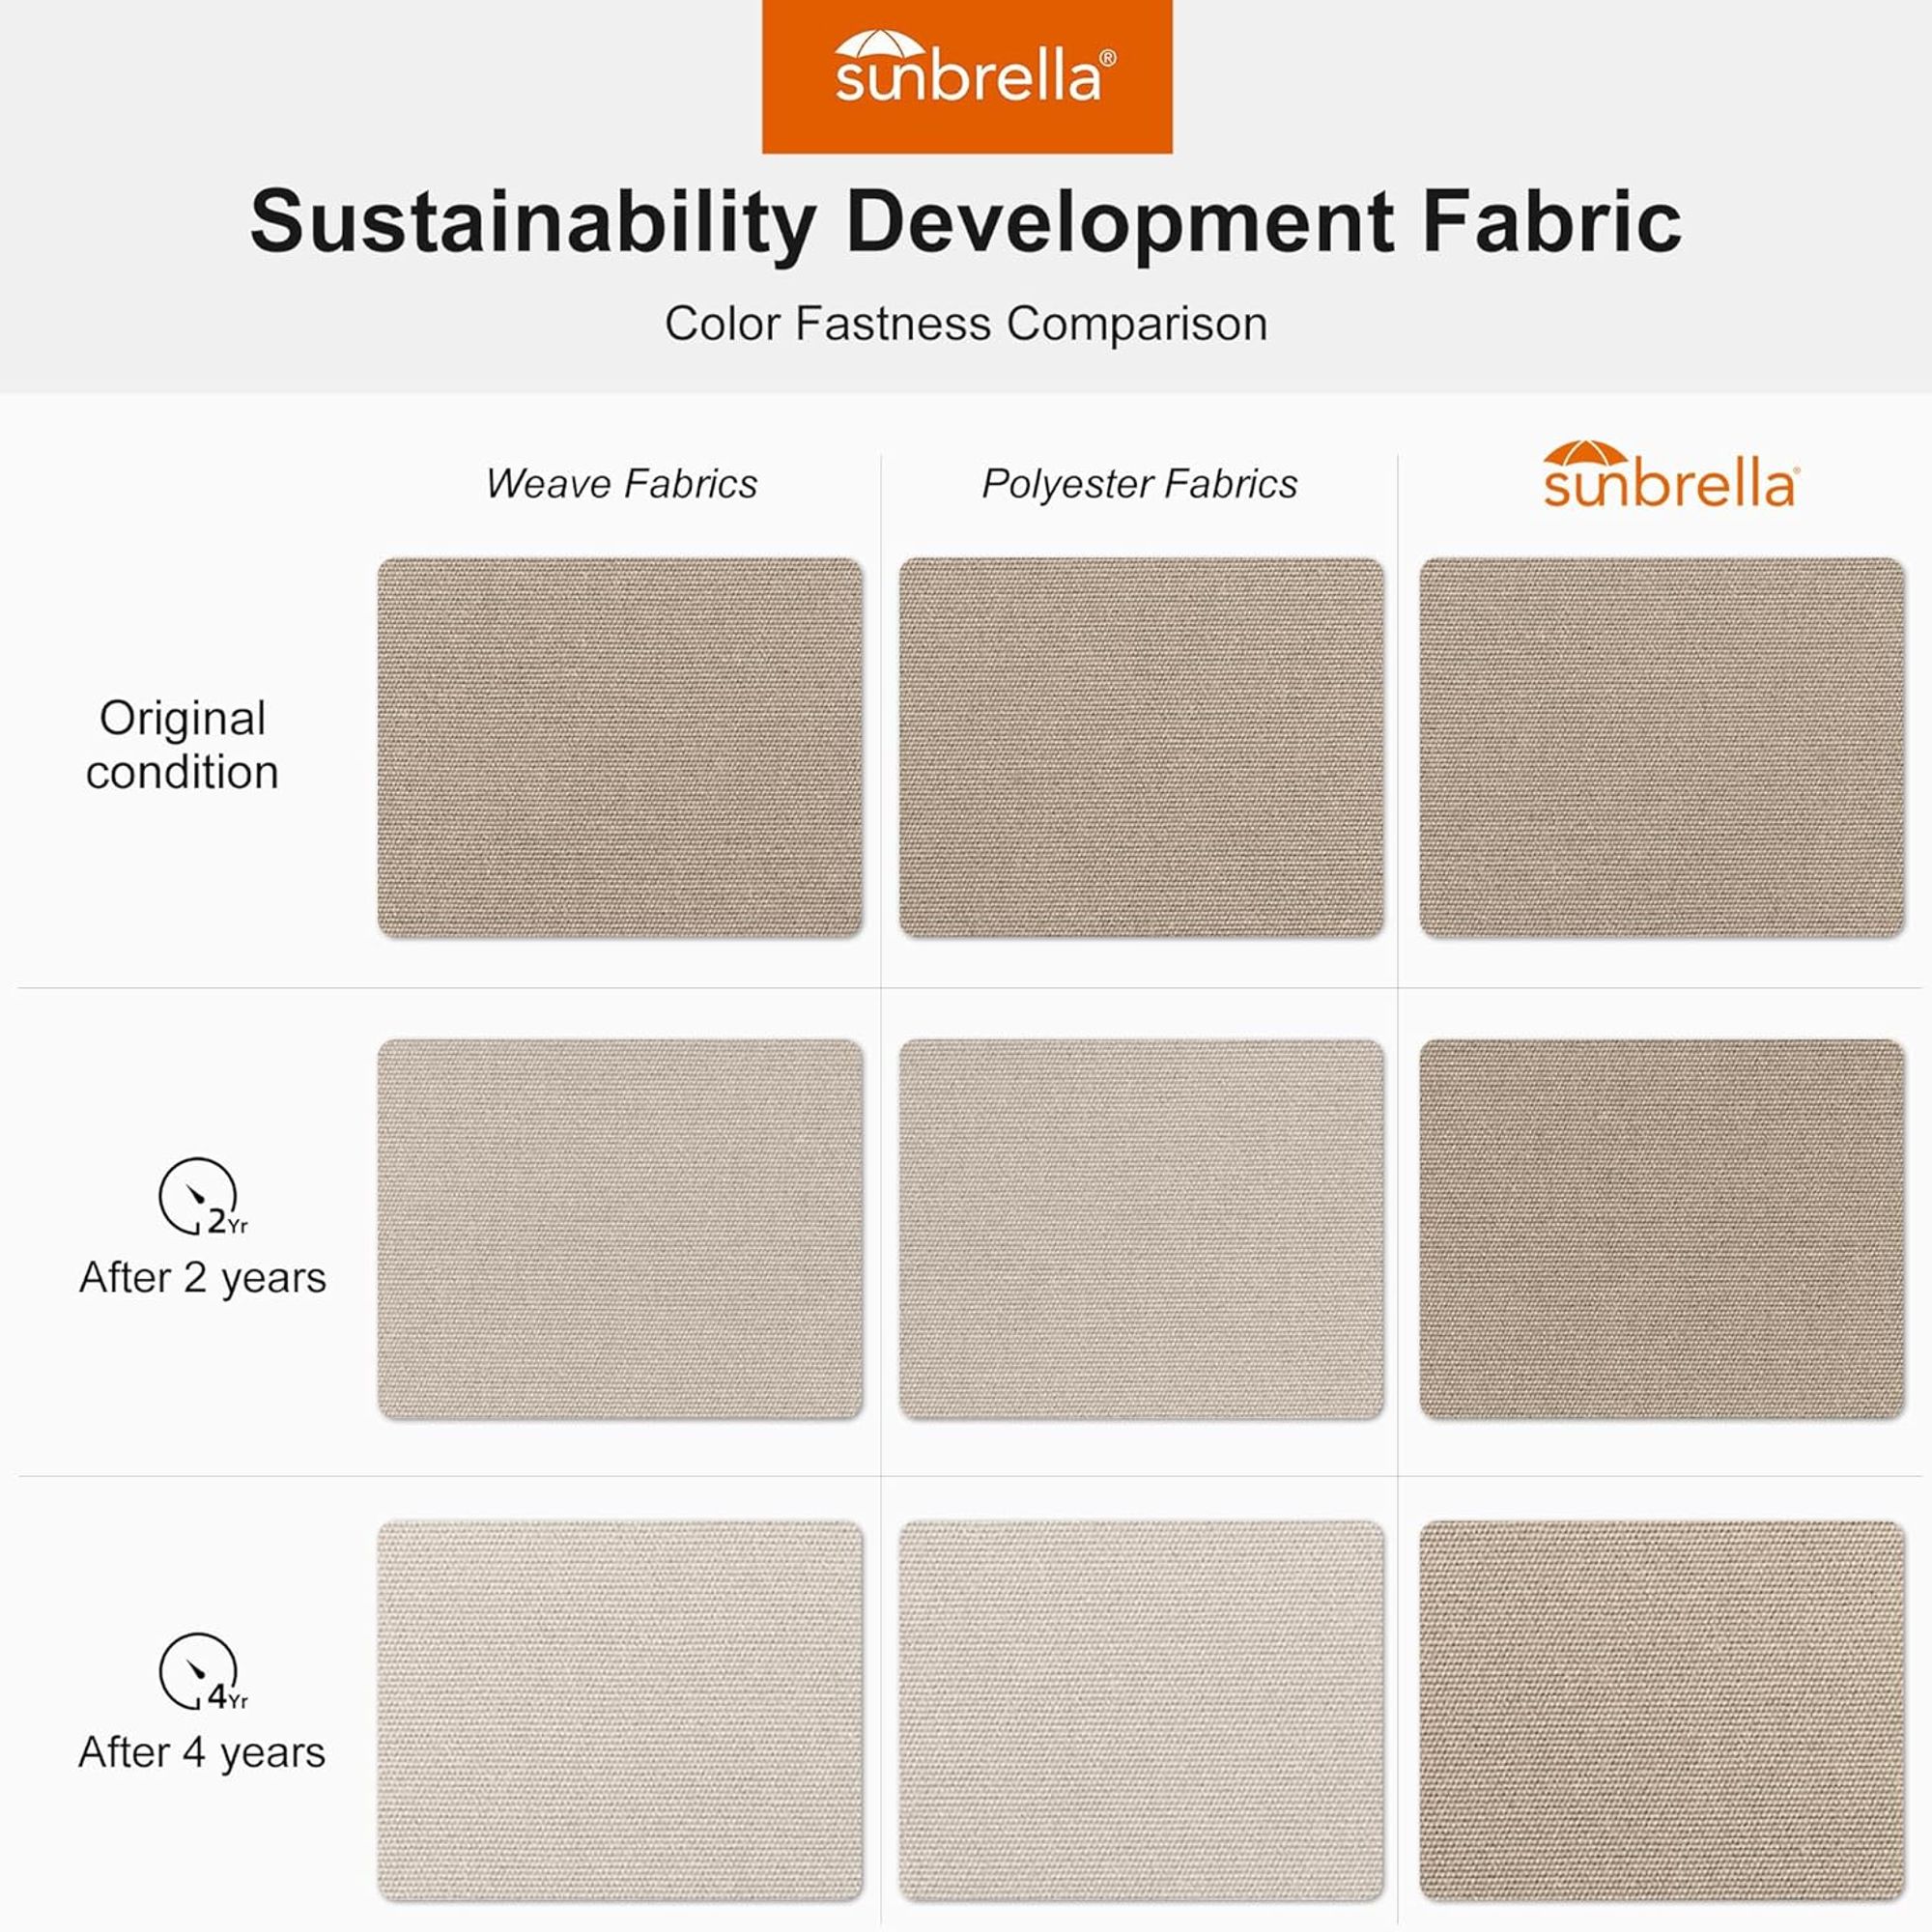 sunbrella®
Sustainability Development Fabric
Color Fastness Comparison
Weave Fabrics
Polyester Fabrics
sunbrella®
Original
condition
2Yr
After 2 years
4Yr
After 4 years